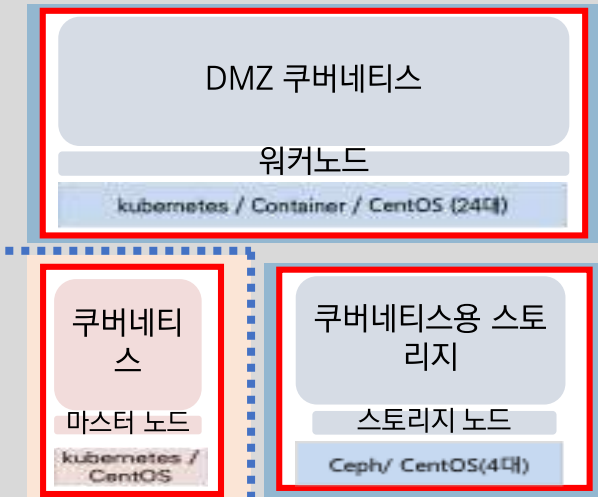 DMZ 쿠버네티스
워커노드
kubernetes / Container / CentOS (24대)
쿠버네티
스
마스터 노드
kubernetes /
CentOS
쿠버네티스용 스토
리지
스토리지 노드
Ceph/ CentOS(4대)